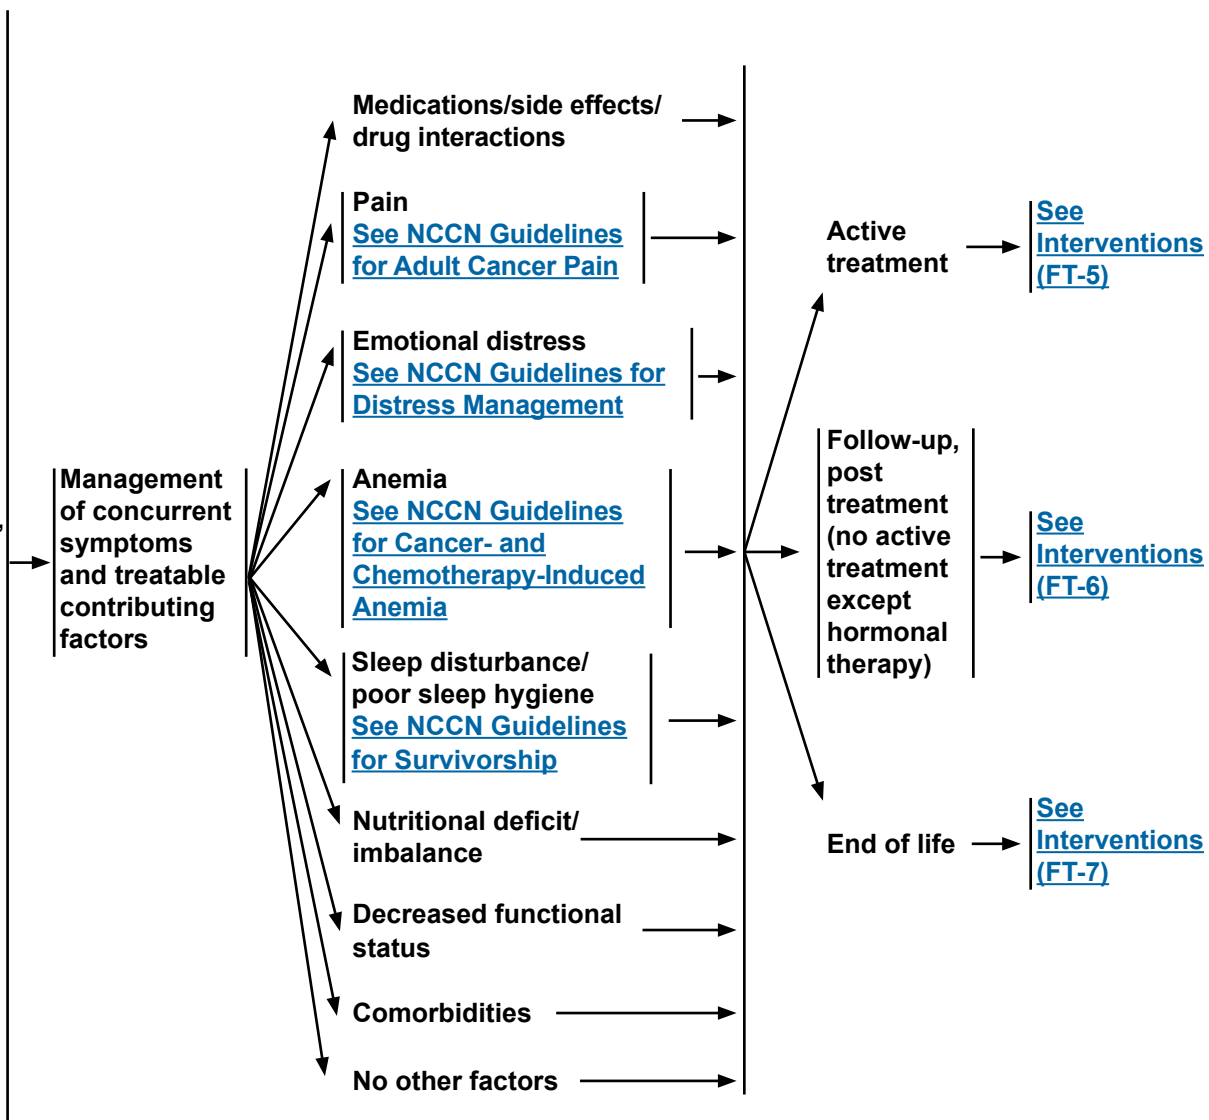 ,
Management
of concurrent
symptoms
and treatable
contributing
factors
Medications/side effects/
drug interactions
Pain
See NCCN Guidelines
for Adult Cancer Pain
Emotional distress
See NCCN Guidelines for
Distress Management
Anemia
See NCCN Guidelines
for Cancer- and
Chemotherapy-Induced
Anemia
Sleep disturbance/
poor sleep hygiene
See NCCN Guidelines
for Survivorship
Nutritional deficit/
imbalance
Decreased functional
status
Comorbidities
No other factors
Active
treatment
See
Interventions
(FT-5)
Follow-up,
post
treatment
(no active
treatment
except
hormonal
therapy)
See
Interventions
(FT-6)
End of life
See
Interventions
(FT-7)